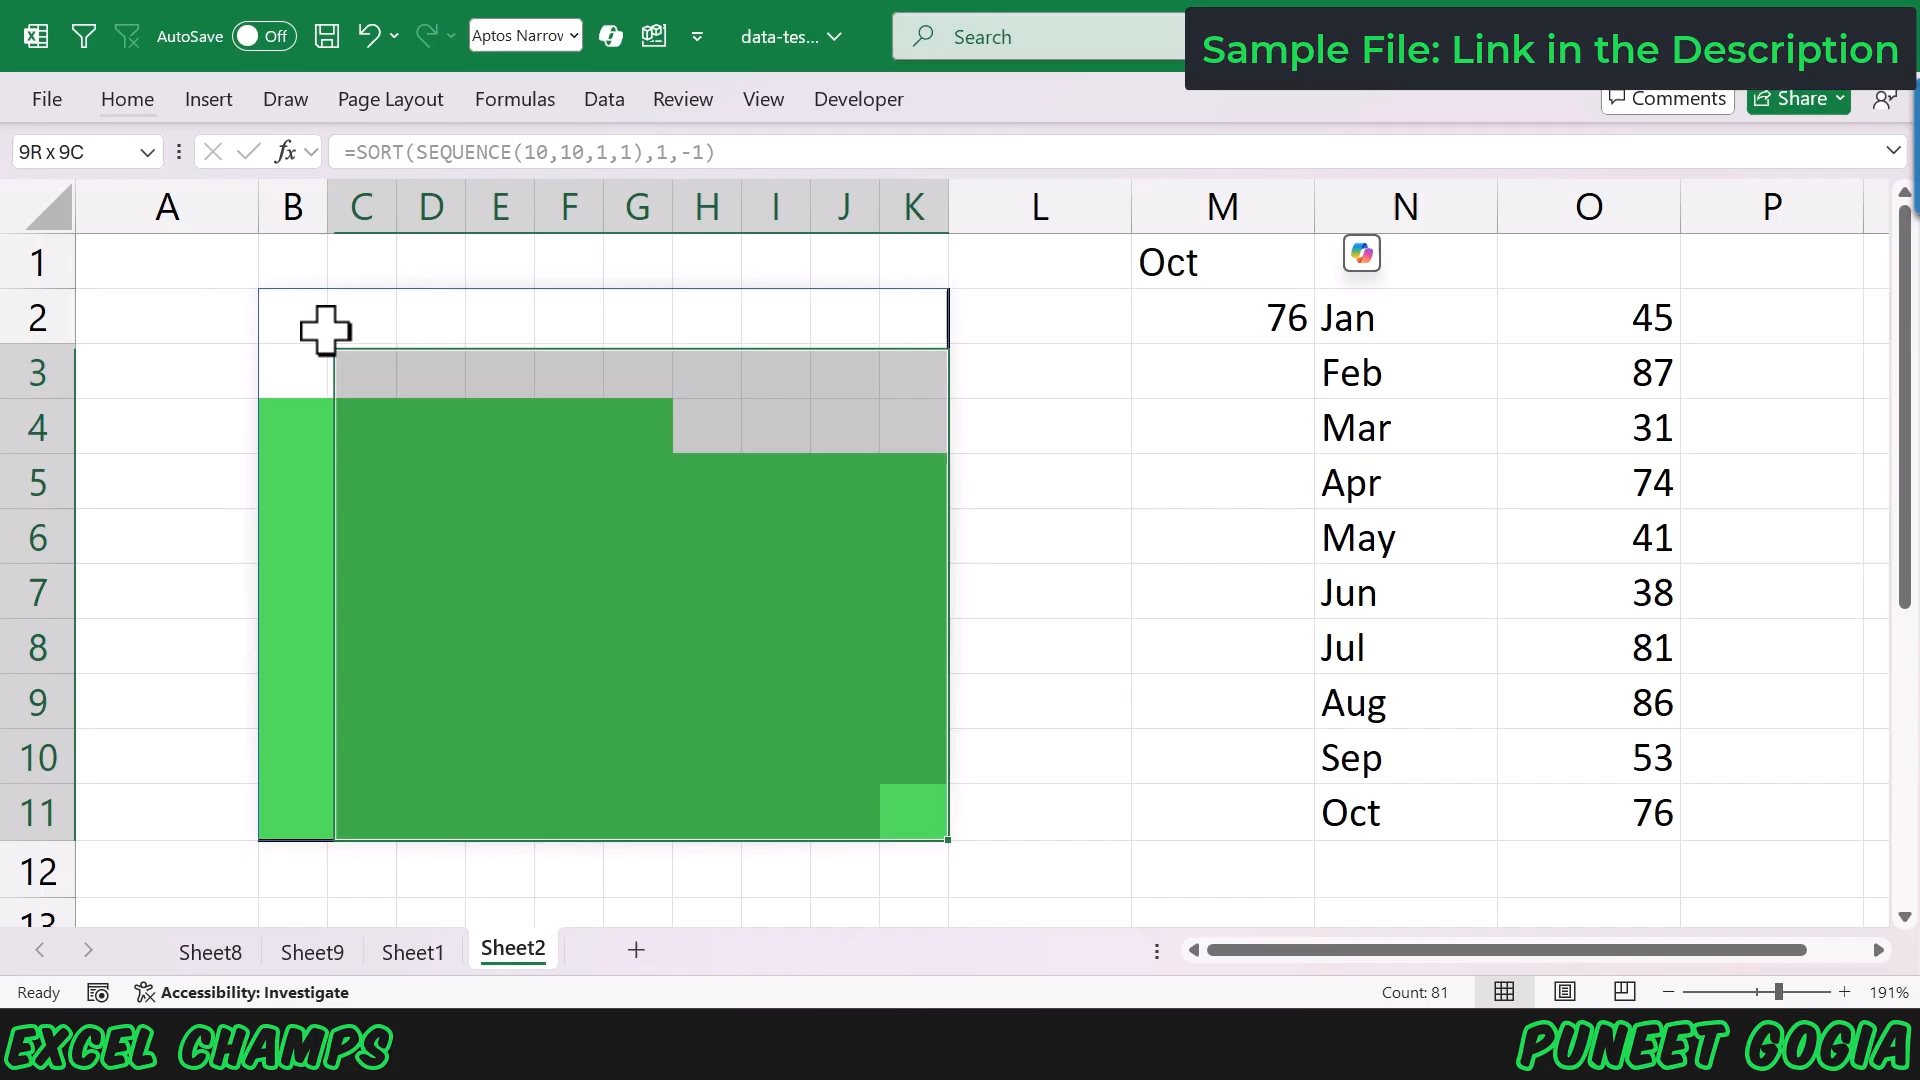 AutoSave Off Aptos Narrow data-tes... Search Sample File: Link in the Description
File Home Insert Draw Page Layout Formulas Data Review View Developer Comments Share
9R x 9C fx =SORT(SEQUENCE(10,10,1,1),1,-1)
A B C D E F G H I J K L M N O P
1 Oct
2 76 Jan 45
3 Feb 87
4 Mar 31
5 Apr 74
6 May 41
7 Jun 38
8 Jul 81
9 Aug 86
10 Sep 53
11 Oct 76
12
13
Sheet8 Sheet9 Sheet1 Sheet2
Ready Accessibility: Investigate Count: 81 191%
EXCEL CHAMPS PUNEET GOGIA